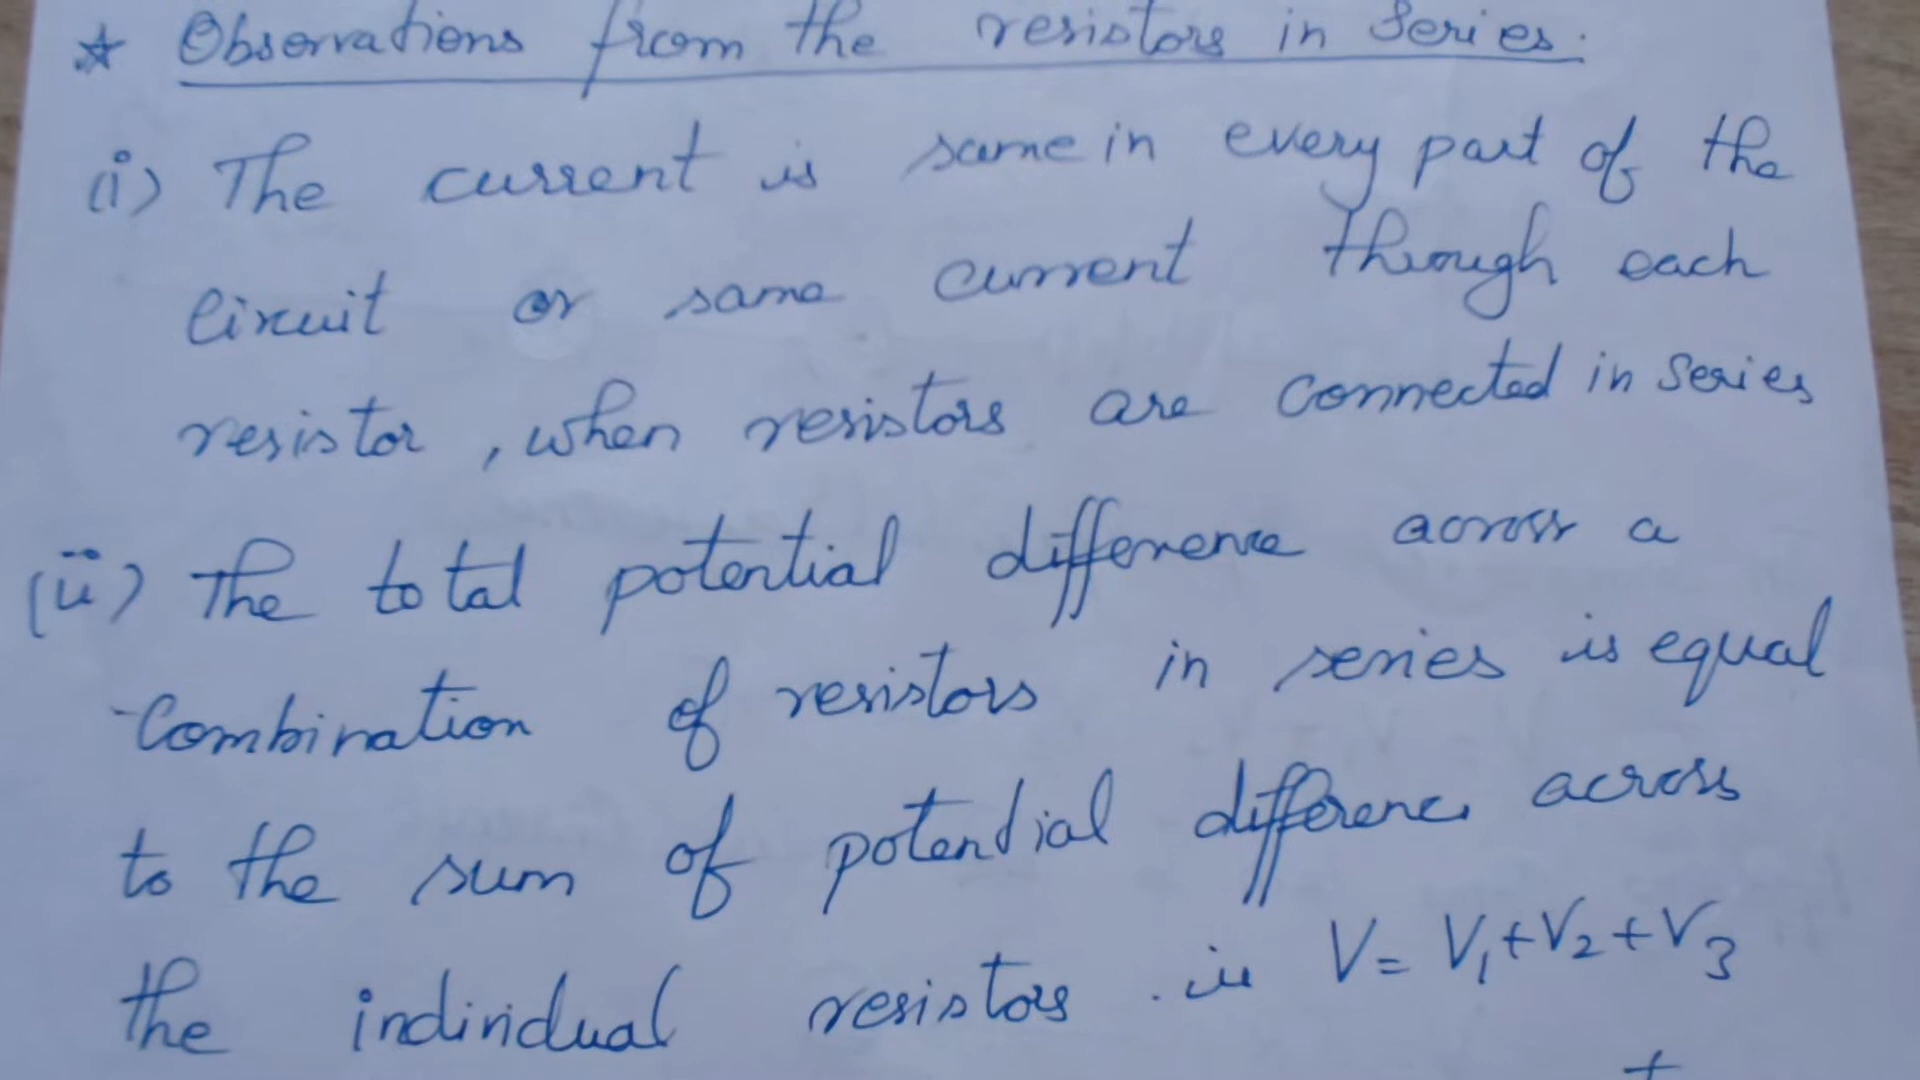 ☆ Observations from the resistors in Series.
(i) The current is same in every part of the
Circuit or same current through each
resistor, when resistors are connected in Series
(ii) The total potential difference across a
Combination of resistors in series is equal
to the sum of potential difference across
the individual resistors. ie V = V₁+V₂+V₃